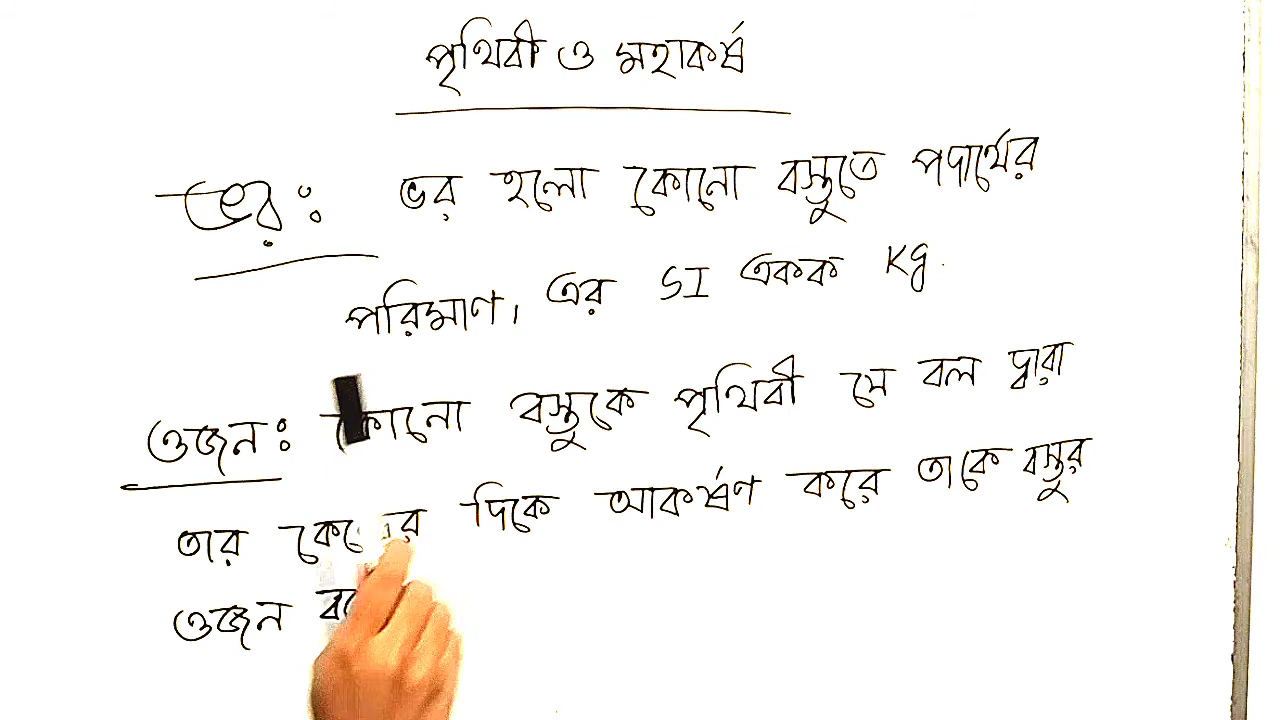 পৃথিবী ও মহাকর্ষ
ভর: ভর হলো কোনো বস্তুতে পদার্থের
পরিমাণ। এর SI একক Kg.
ওজন: বস্তুকে পৃথিবী যে বল দ্বারা
তার দিকে আকর্ষণ করে তাকে বস্তুর
ওজন